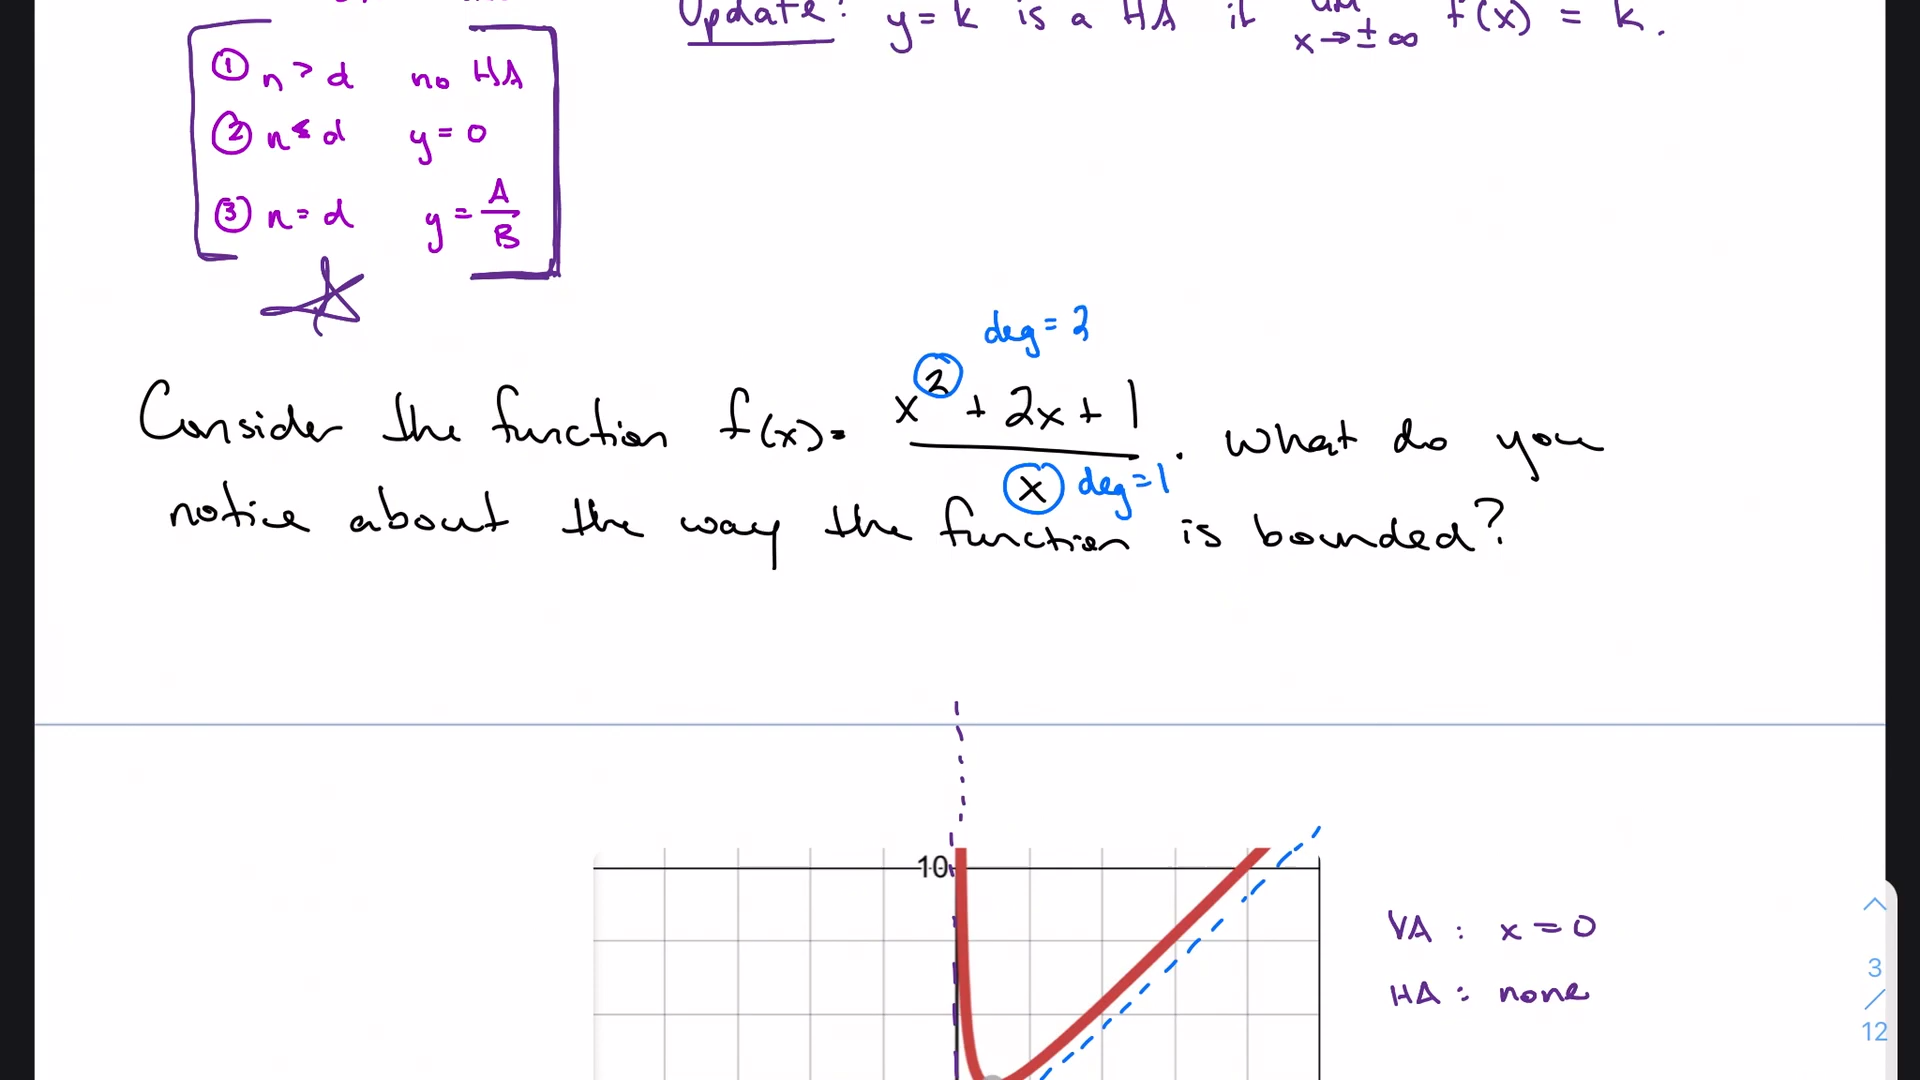 Update: y = k is a HA if lim x→±∞ f(x) = k.
① n > d no HA
② n < d y = 0
③ n = d y = A/B
deg = 2
Consider the function f(x) = (x² + 2x + 1)/x . What do you
deg = 1
notice about the way the function is bounded?
10
VA : x = 0
HA : none
3
/
12